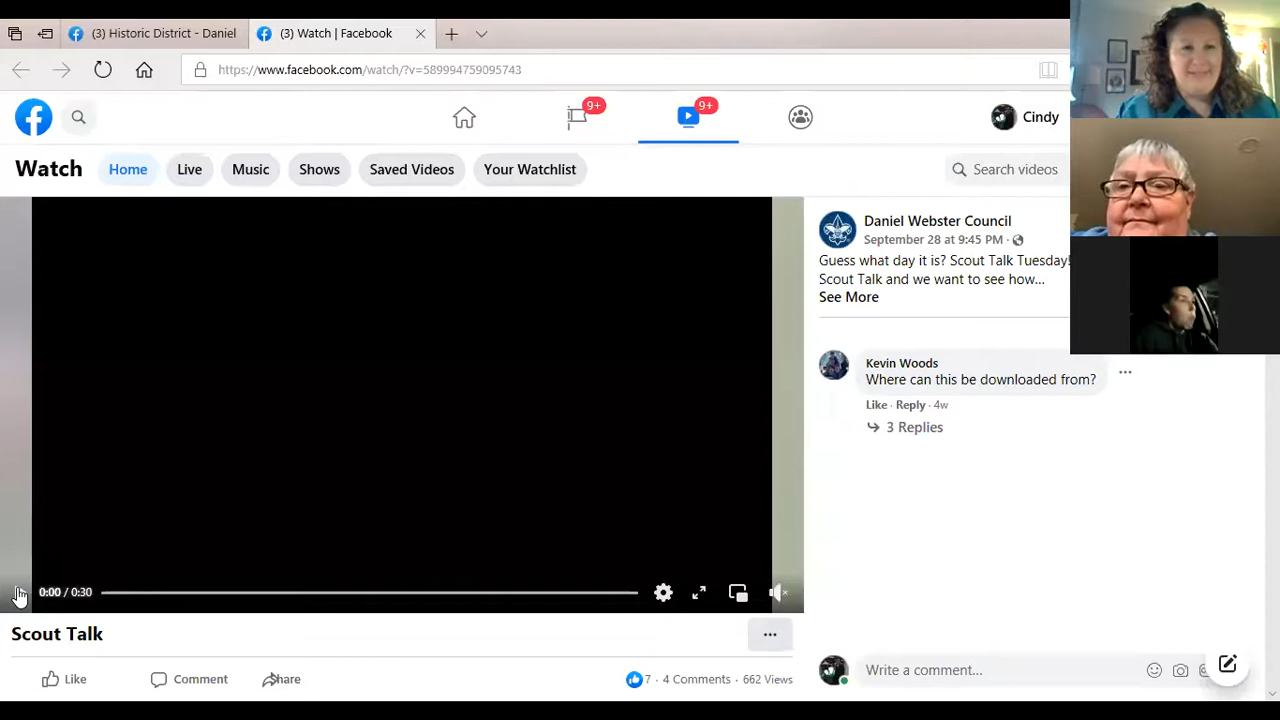 (3) Historic District - Daniel
(3) Watch | Facebook
https://www.facebook.com/watch/?v=589994759095743
9+
9+
Cindy
Watch
Home
Live
Music
Shows
Saved Videos
Your Watchlist
Search videos
Daniel Webster Council
September 28 at 9:45 PM ·
Guess what day it is? Scout Talk Tuesday!
Scout Talk and we want to see how...
See More
Kevin Woods
Where can this be downloaded from?
Like · Reply · 4w
3 Replies
0:00 / 0:30
Scout Talk
Like
Comment
Share
7 · 4 Comments · 662 Views
Write a comment...